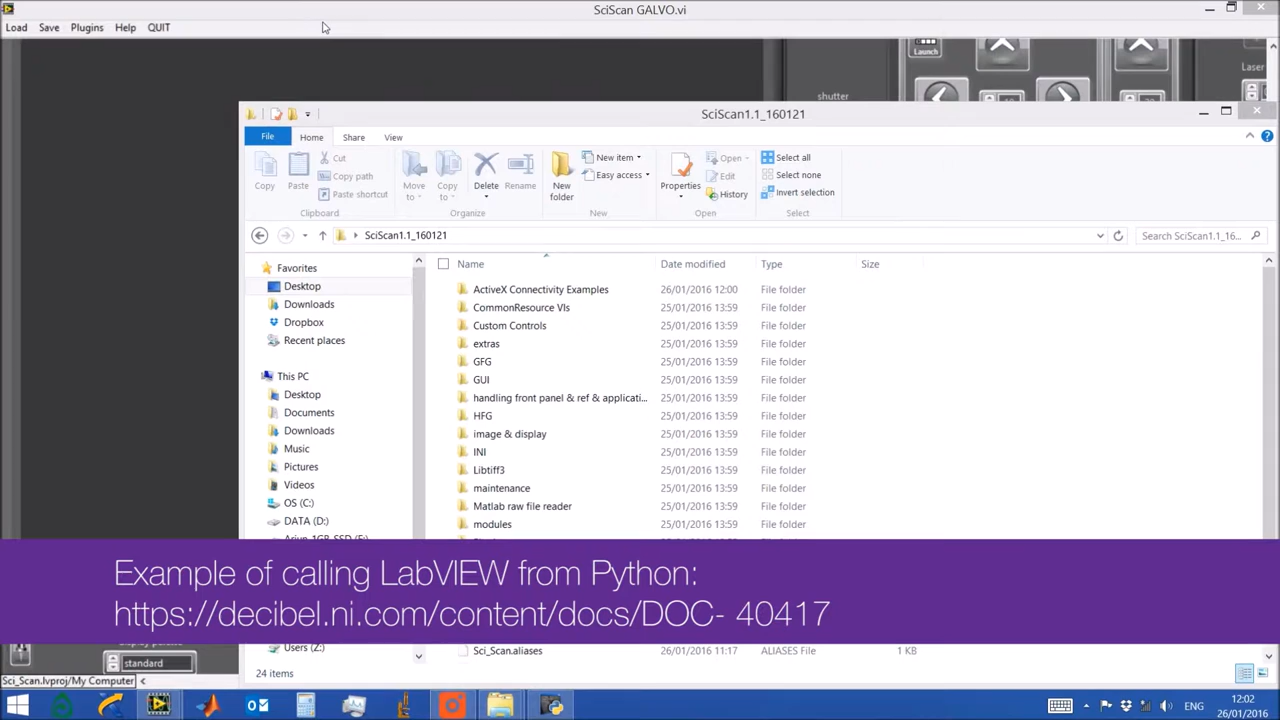 SciScan GALVO.vi
Load Save Plugins Help QUIT
Launch
Laser
shutter
SciScan1.1_160121
File Home Share View
Cut New item Open Select all
Copy path Easy access Edit Select none
Copy Paste Paste shortcut Move to Copy to Delete Rename New folder Properties History Invert selection
Clipboard Organize New Open Select
SciScan1.1_160121 Search SciScan1.1_16...
Name Date modified Type Size
Favorites
Desktop
Downloads
Dropbox
Recent places
This PC
Desktop
Documents
Downloads
Music
Pictures
Videos
OS (C:)
DATA (D:)
ActiveX Connectivity Examples 26/01/2016 12:00 File folder
CommonResource VIs 25/01/2016 13:59 File folder
Custom Controls 25/01/2016 13:59 File folder
extras 25/01/2016 13:59 File folder
GFG 25/01/2016 13:59 File folder
GUI 25/01/2016 13:59 File folder
handling front panel & ref & applicati... 25/01/2016 13:59 File folder
HFG 25/01/2016 13:59 File folder
image & display 25/01/2016 13:59 File folder
INI 25/01/2016 13:59 File folder
Libtiff3 25/01/2016 13:59 File folder
maintenance 25/01/2016 13:59 File folder
Matlab raw file reader 25/01/2016 13:59 File folder
modules 25/01/2016 13:59 File folder
Example of calling LabVIEW from Python:
https://decibel.ni.com/content/docs/DOC- 40417
Users (Z:)
Sci_Scan.aliases 26/01/2016 11:17 ALIASES File 1 KB
standard
24 items
Sci_Scan.lvproj/My Computer
ENG
12:02
26/01/2016